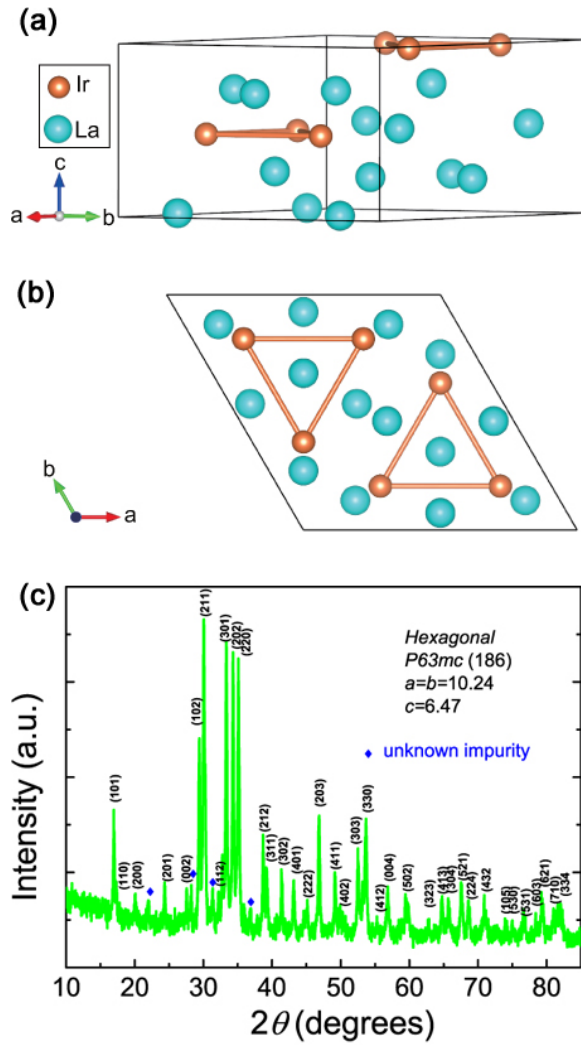 (a)
Ir
La
c
a
b
(b)
b
a
(c)
Intensity (a.u.)
(101)
(110)
(200)
(201)
(002)
(102)
(211)
(112)
(301)
(202)
(220)
(212)
(311)
(302)
(401)
(222)
(203)
(411)
(402)
(303)
(330)
(412)
(004)
(502)
(323)
(413)
(304)
(521)
(224)
(432)
(105)
(530)
(531)
(603)
(621)
(710)
(334
Hexagonal
P63mc (186)
a=b=10.24
c=6.47
unknown impurity
10 20 30 40 50 60 70 80
2θ (degrees)